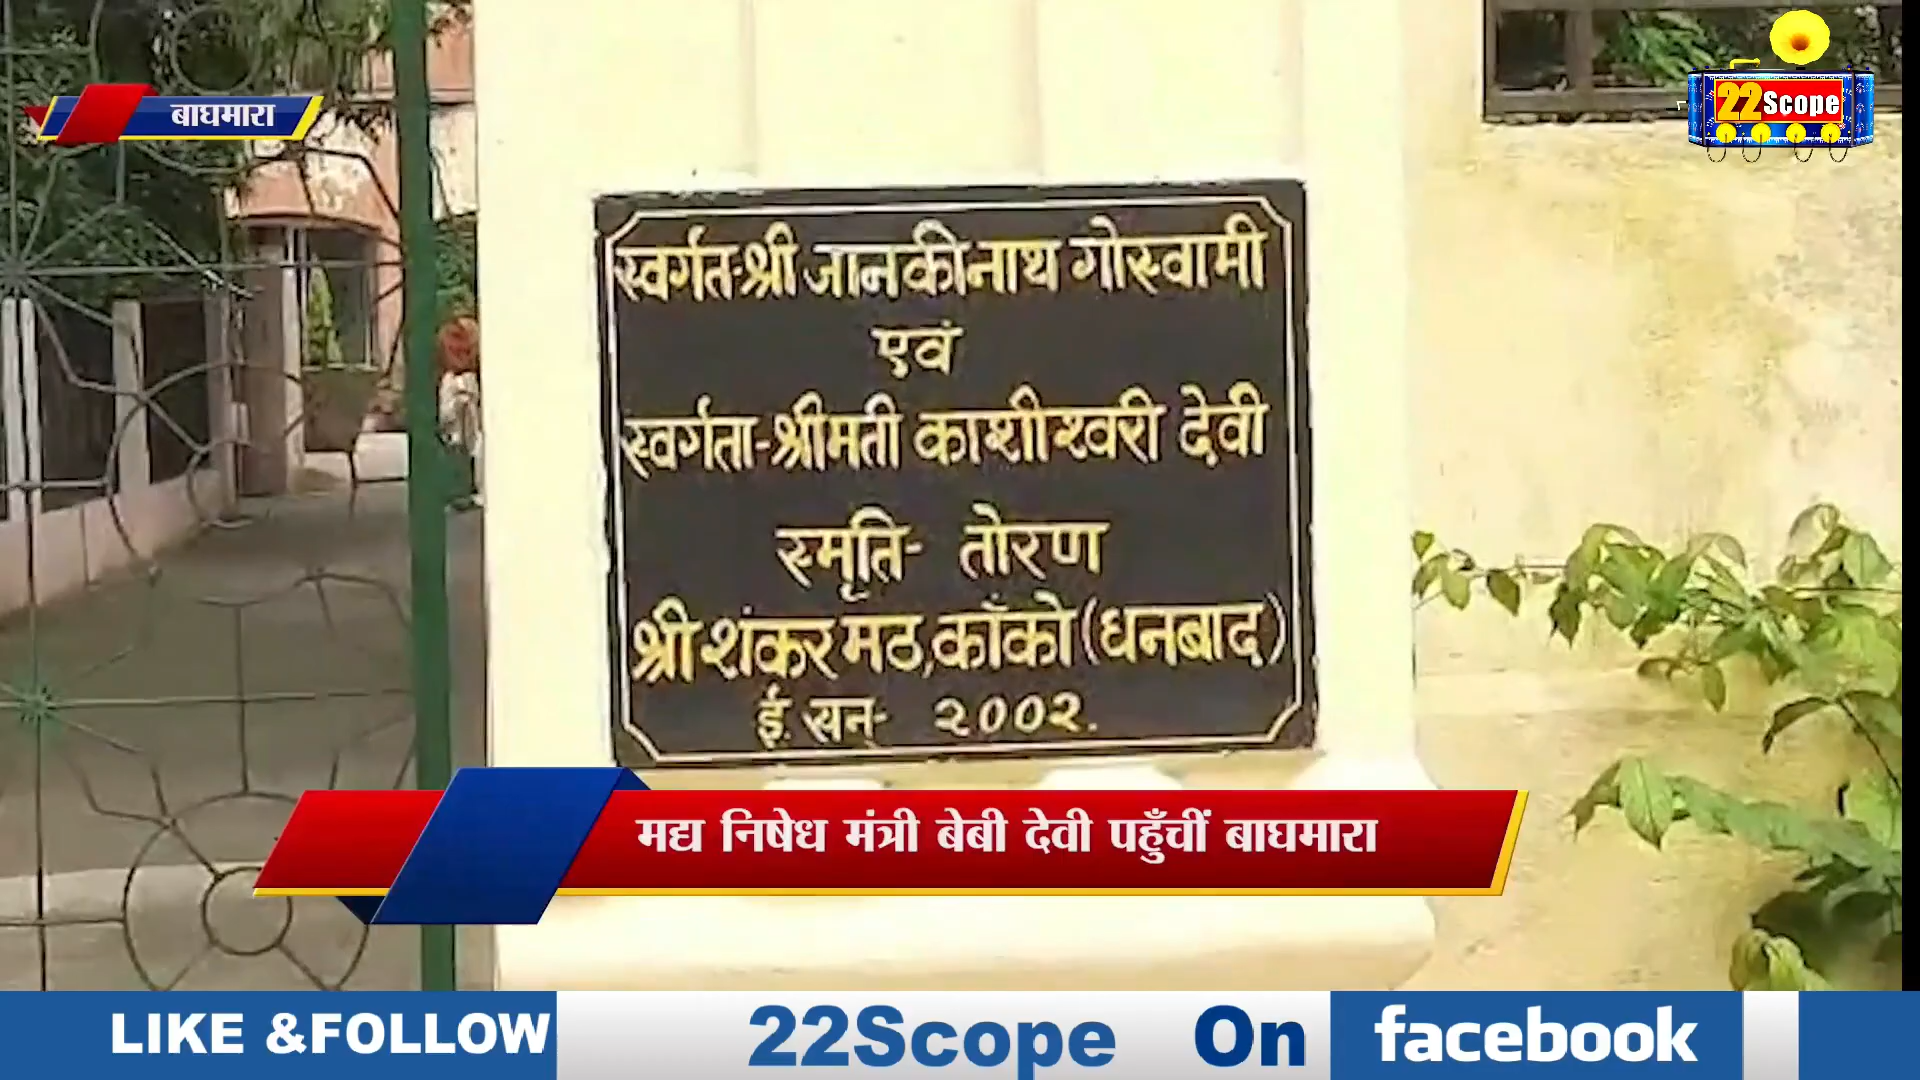 बाघमारा
22Scope
स्वर्गत-श्री जानकीनाथ गोस्वामी
एवं
स्वर्गता-श्रीमती काशीश्वरी देवी
स्मृति- तोरण
श्री शंकर मठ, काँको (धनबाद)
ई. सन्- २००२.
मद्य निषेध मंत्री बेबी देवी पहुँचीं बाघमारा
LIKE &FOLLOW 22Scope On facebook